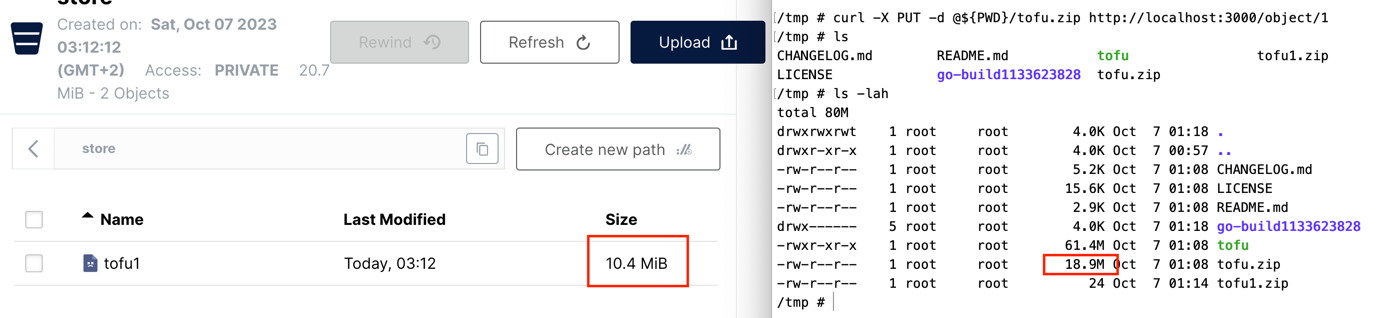 store
Created on: Sat, Oct 07 2023
03:12:12
(GMT+2) Access: PRIVATE 20.7
MiB - 2 Objects
Rewind
Refresh
Upload
store
Create new path
Name Last Modified Size
tofu1 Today, 03:12 10.4 MiB
/tmp # curl -X PUT -d @${PWD}/tofu.zip http://localhost:3000/object/1
/tmp # ls
CHANGELOG.md README.md tofu tofu1.zip
LICENSE go-build1133623828 tofu.zip
/tmp # ls -lah
total 80M
drwxrwxrwt 1 root root 4.0K Oct 7 01:18 .
drwxr-xr-x 1 root root 4.0K Oct 7 00:57 ..
-rw-r--r-- 1 root root 5.2K Oct 7 01:08 CHANGELOG.md
-rw-r--r-- 1 root root 15.6K Oct 7 01:08 LICENSE
-rw-r--r-- 1 root root 2.9K Oct 7 01:08 README.md
drwx------ 5 root root 4.0K Oct 7 01:18 go-build1133623828
-rwxr-xr-x 1 root root 61.4M Oct 7 01:08 tofu
-rw-r--r-- 1 root root 18.9M Oct 7 01:08 tofu.zip
-rw-r--r-- 1 root root 24 Oct 7 01:14 tofu1.zip
/tmp #